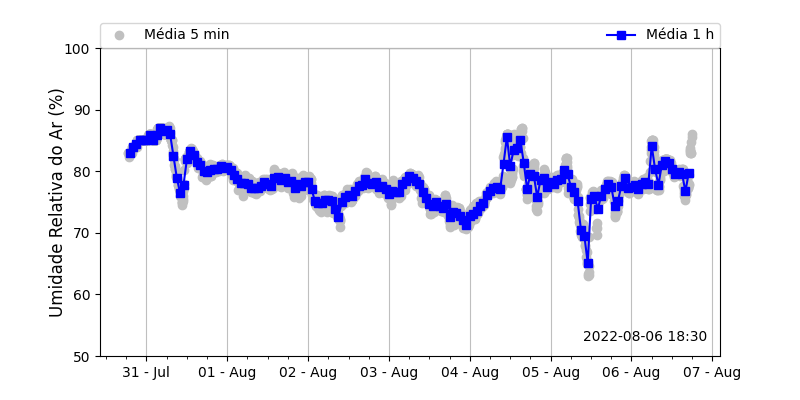 Média 5 min
Média 1 h
Umidade Relativa do Ar (%)
100
90
80
70
60
50
2022-08-06 18:30
31 - Jul
01 - Aug
02 - Aug
03 - Aug
04 - Aug
05 - Aug
06 - Aug
07 - Aug